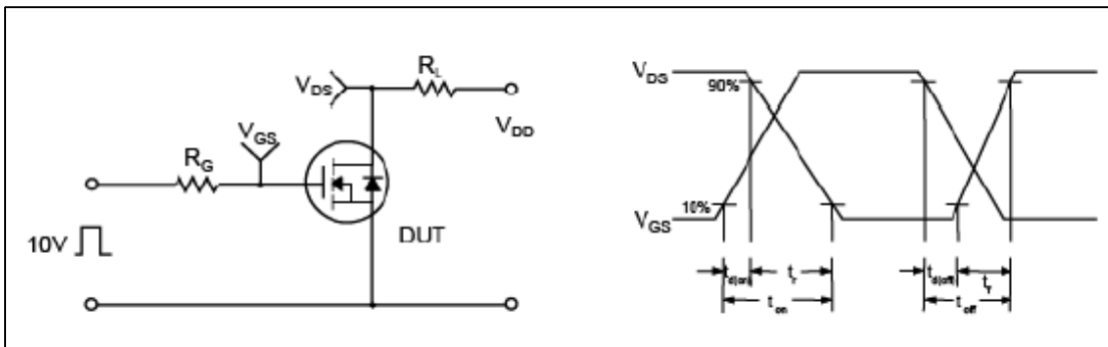 V_DS
R_L
V_DD
V_GS
R_G
DUT
10V
V_DS
90%
10%
V_GS
t_d(on)
t_r
t_d(off)
t_f
t_on
t_off